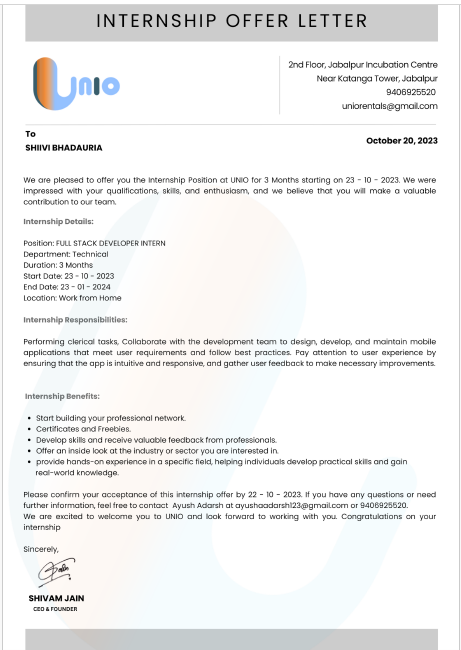 INTERNSHIP OFFER LETTER
Unio
2nd Floor, Jabalpur Incubation Centre
Near Katanga Tower, Jabalpur
9406925520
uniorentals@gmail.com
To
SHIIVI BHADAURIA
October 20, 2023
We are pleased to offer you the Internship Position at UNIO for 3 Months starting on 23 - 10 - 2023. We were
impressed with your qualifications, skills, and enthusiasm, and we believe that you will make a valuable
contribution to our team.
Internship Details:
Position: FULL STACK DEVELOPER INTERN
Department: Technical
Duration: 3 Months
Start Date: 23 - 10 - 2023
End Date: 23 - 01 - 2024
Location: Work from Home
Internship Responsibilities:
Performing clerical tasks, Collaborate with the development team to design, develop, and maintain mobile
applications that meet user requirements and follow best practices. Pay attention to user experience by
ensuring that the app is intuitive and responsive, and gather user feedback to make necessary improvements.
Internship Benefits:
• Start building your professional network.
• Certificates and Freebies.
• Develop skills and receive valuable feedback from professionals.
• Offer an inside look at the industry or sector you are interested in.
• provide hands-on experience in a specific field, helping individuals develop practical skills and gain
real-world knowledge.
Please confirm your acceptance of this internship offer by 22 - 10 - 2023. If you have any questions or need
further information, feel free to contact Ayush Adarsh at ayushaadarsh123@gmail.com or 9406925520.
We are excited to welcome you to UNIO and look forward to working with you. Congratulations on your
internship
Sincerely,
SHIVAM JAIN
CEO & FOUNDER